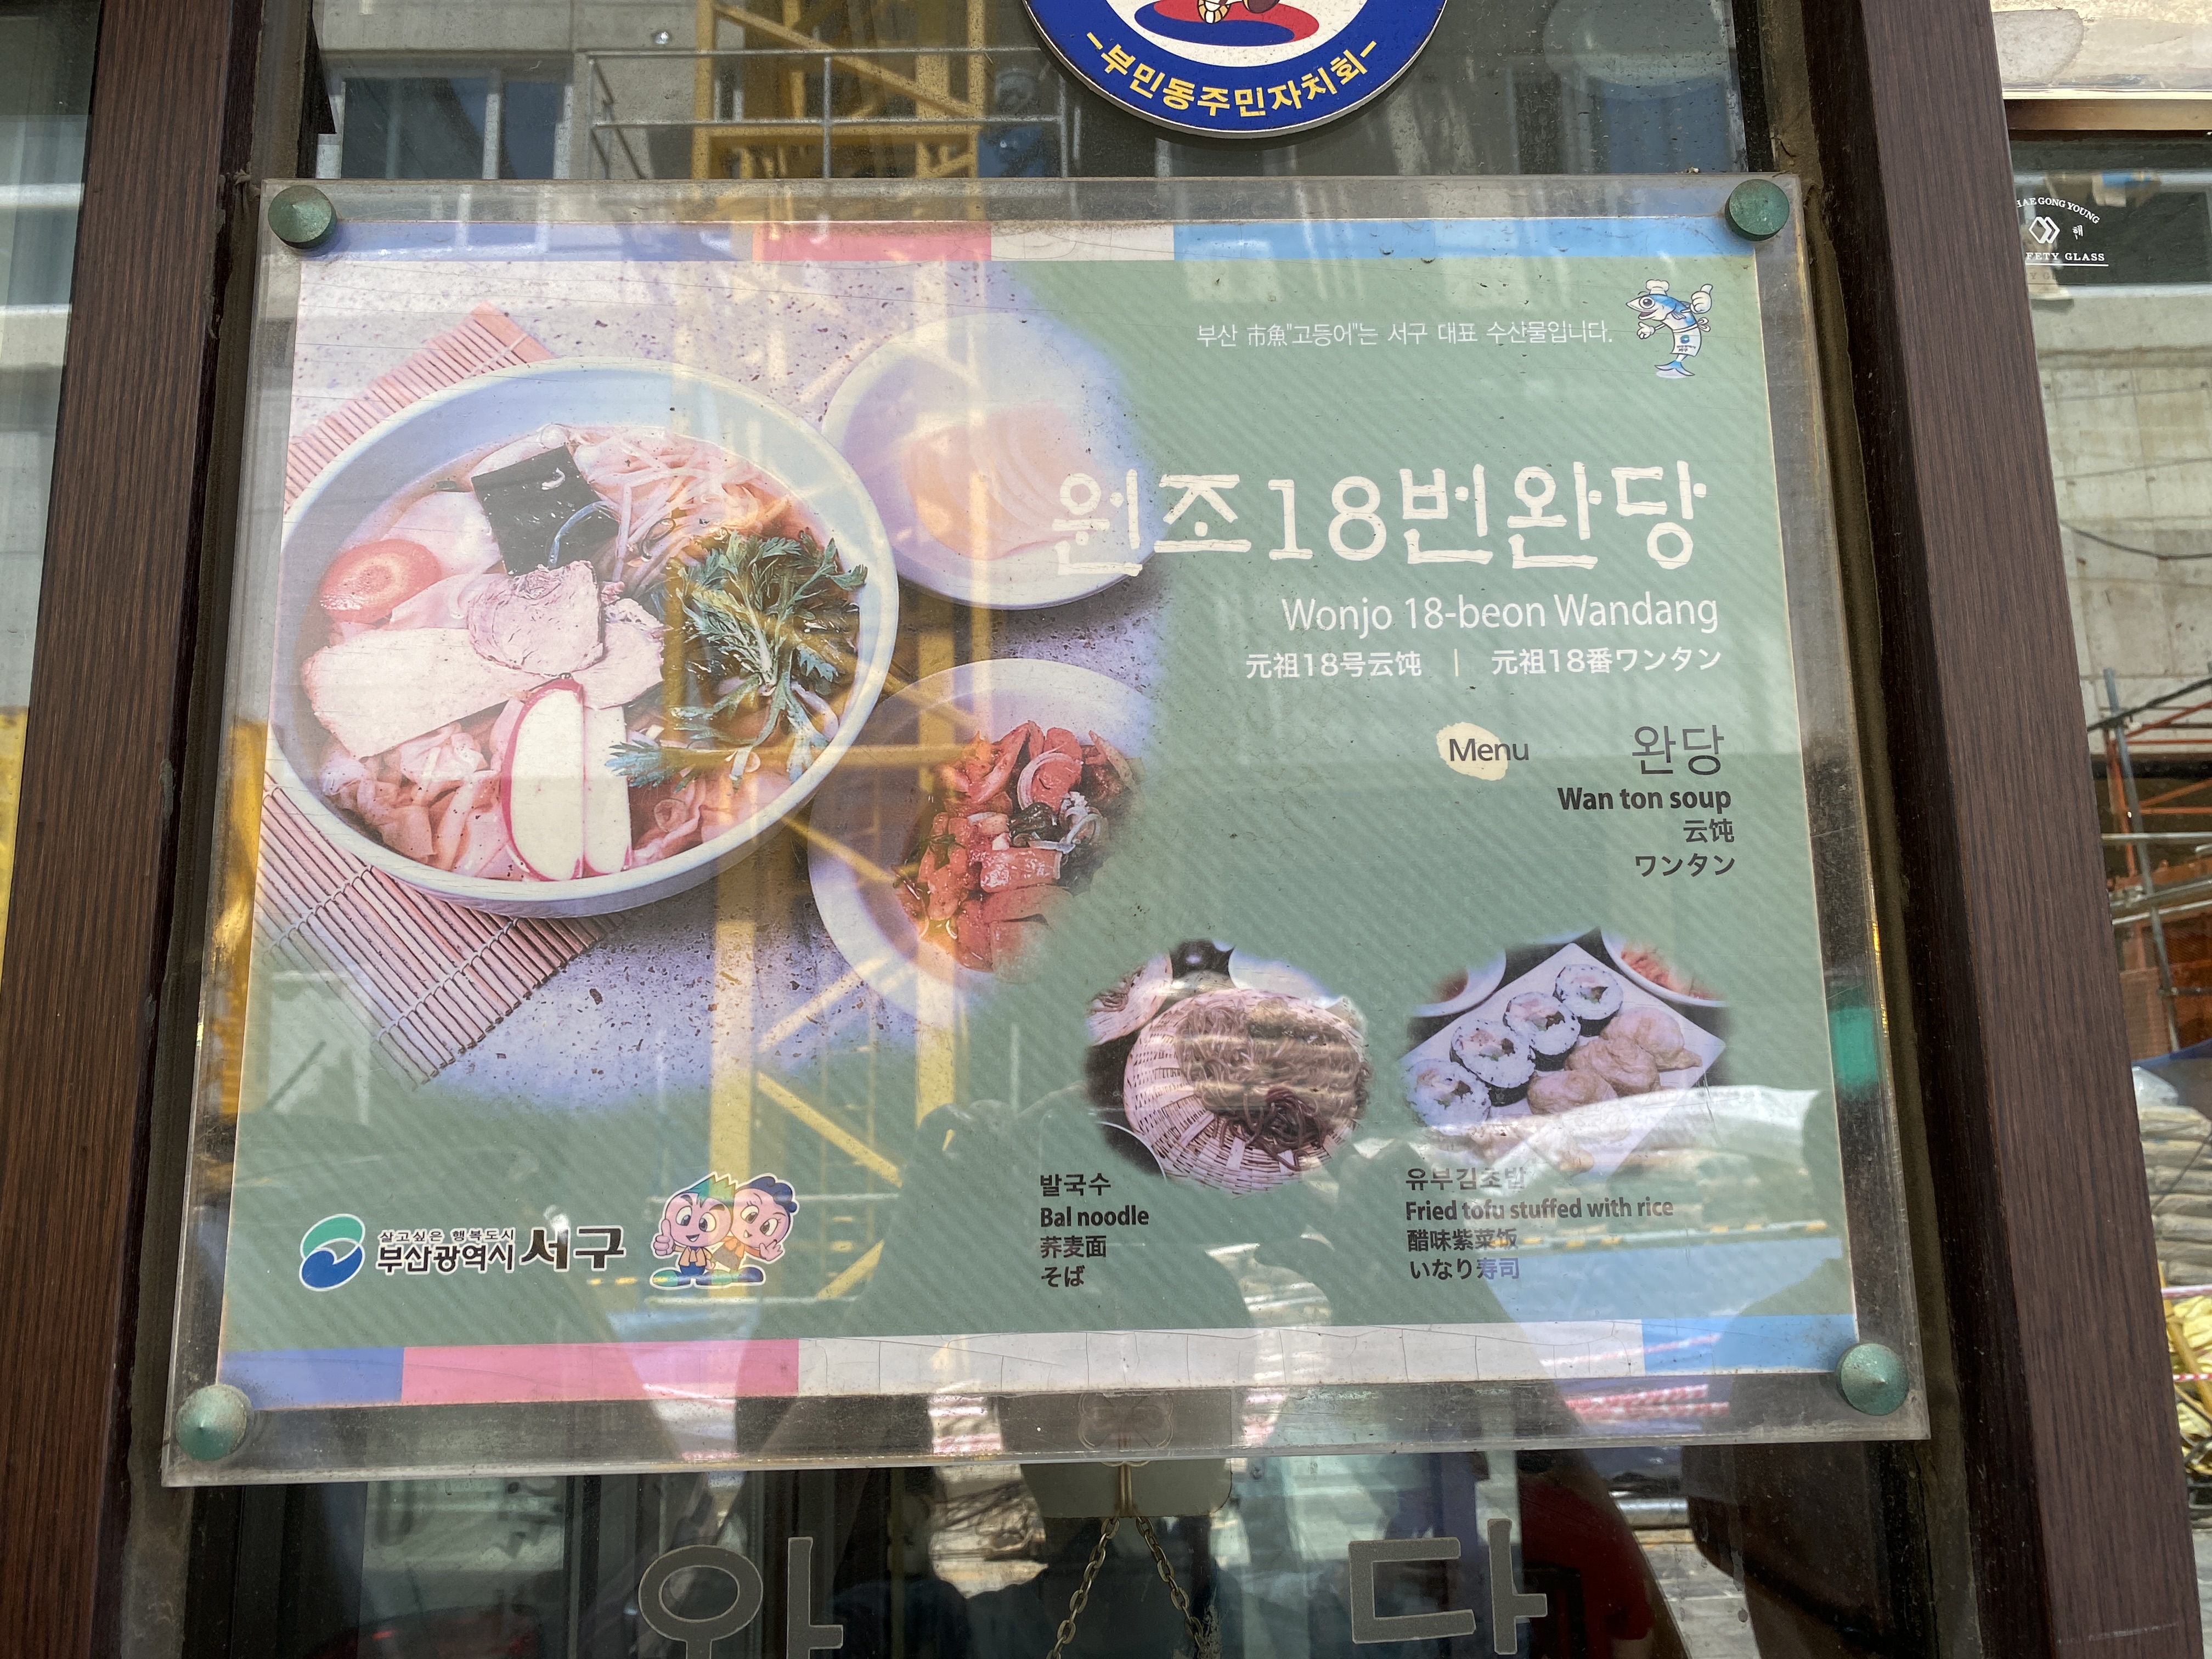 -부민동주민자치회-
HAE GONG YOUNG
해
SAFETY GLASS
부산 市魚"고등어"는 서구 대표 수산물입니다.
원조18번완당
Wonjo 18-beon Wandang
元祖18号云饨 | 元祖18番ワンタン
Menu
완당
Wan ton soup
云饨
ワンタン
발국수
Bal noodle
荞麦面
そば
유부김초밥
Fried tofu stuffed with rice
醋味紫菜饭
いなり寿司
살고싶은 행복도시
부산광역시 서구